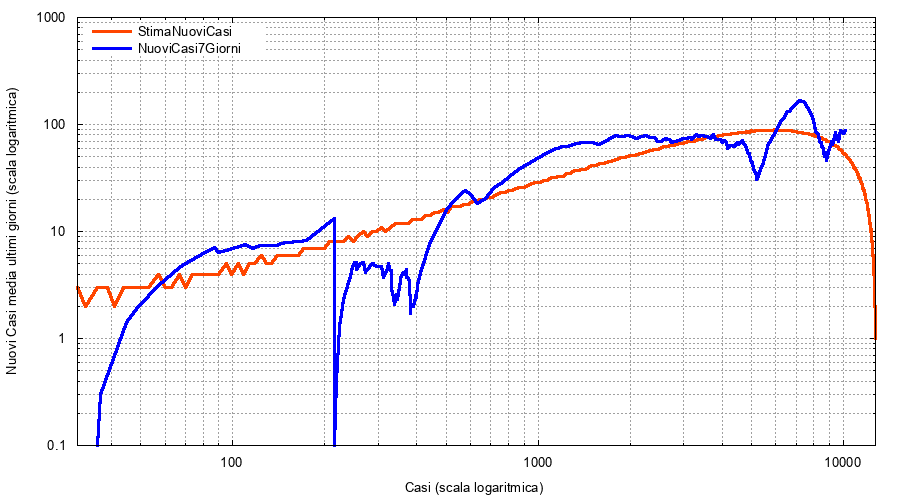 1000
100
10
1
0.1
StimaNuoviCasi
NuoviCasi7Giorni
Nuovi Casi media ultimi giorni (scala logaritmica)
100
1000
10000
Casi (scala logaritmica)